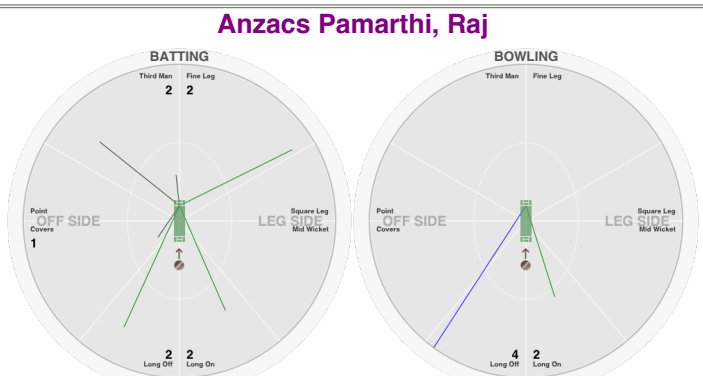 Anzacs Pamarthi, Raj
BATTING
Third Man Fine Leg
2 2
Point Square Leg
OFF SIDE LEG SIDE
Covers Mid Wicket
1
2 2
Long Off Long On
BOWLING
Third Man Fine Leg
Point Square Leg
OFF SIDE LEG SIDE
Covers Mid Wicket
4 2
Long Off Long On